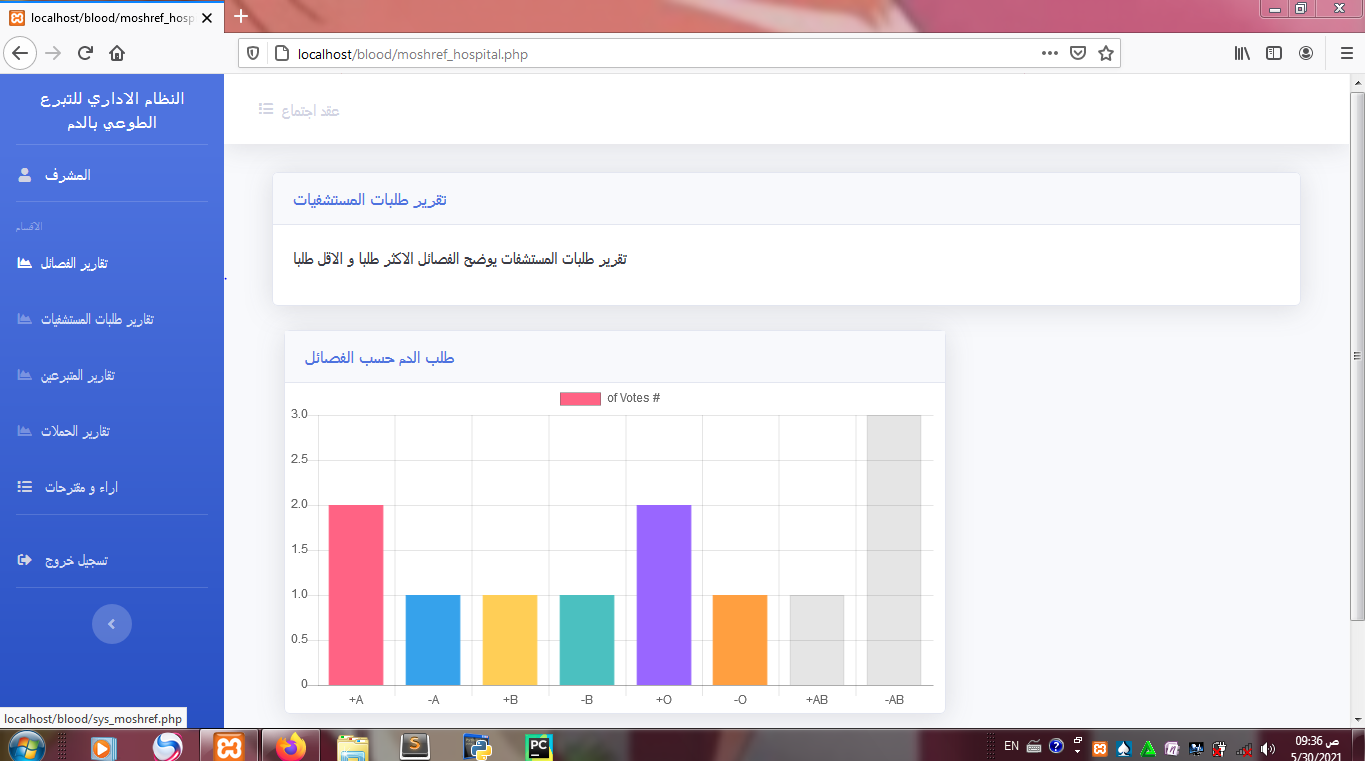 localhost/blood/moshref_hosp
localhost/blood/moshref_hospital.php
النظام الاداري للتبرع
الطوعي بالدم
المشرف
الاقسام
تقارير الفصائل
تقارير طلبات المستشفيات
تقارير المتبرعين
تقارير الحملات
اراء و مقترحات
تسجيل خروج
عقد اجتماع
تقرير طلبات المستشفيات
تقرير طلبات المستشفات يوضح الفصائل الاكثر طلبا و الاقل طلبا
طلب الدم حسب الفصائل
of Votes #
3.0
2.5
2.0
1.5
1.0
0.5
0
+A -A +B -B +O -O +AB -AB
localhost/blood/sys_moshref.php
S
PC
EN
09:36 ص
5/30/2021